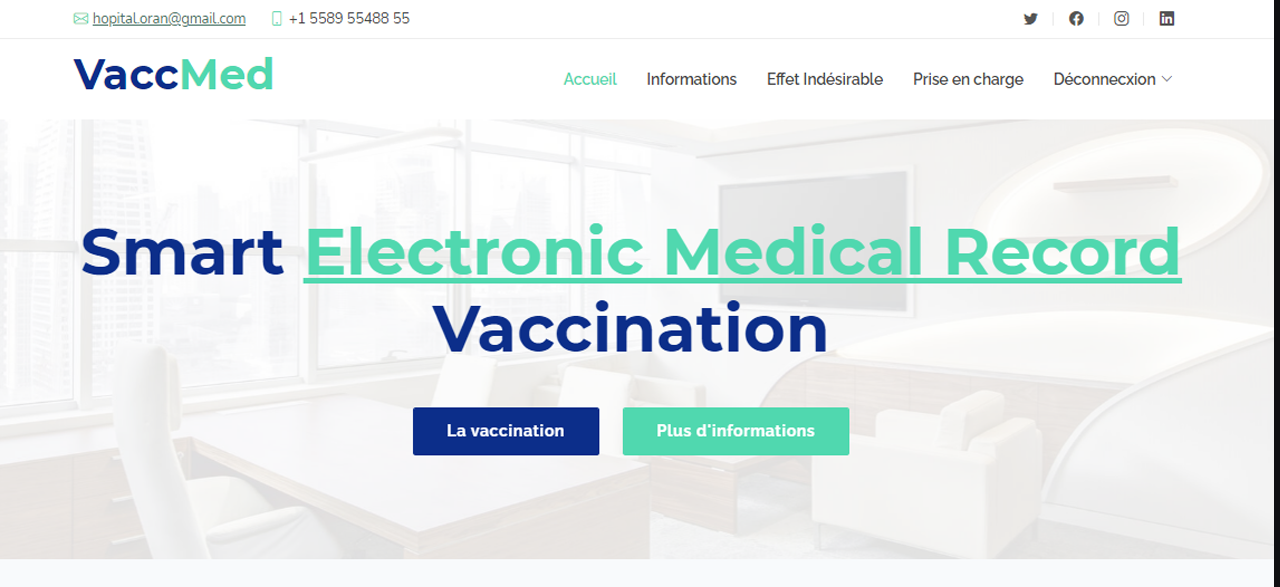 hopital.oran@gmail.com +1 5589 55488 55
VaccMed Accueil Informations Effet Indésirable Prise en charge Déconnecxion
Smart Electronic Medical Record
Vaccination
La vaccination Plus d'informations